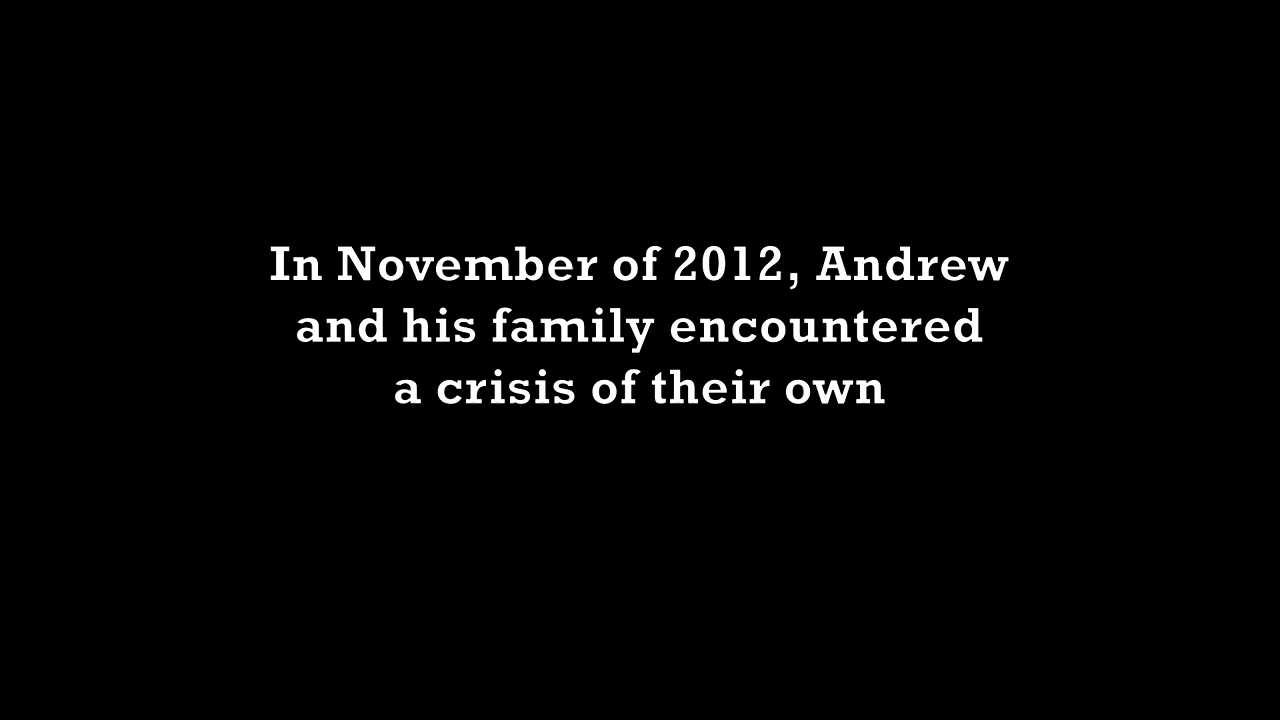 In November of 2012, Andrew
and his family encountered
a crisis of their own